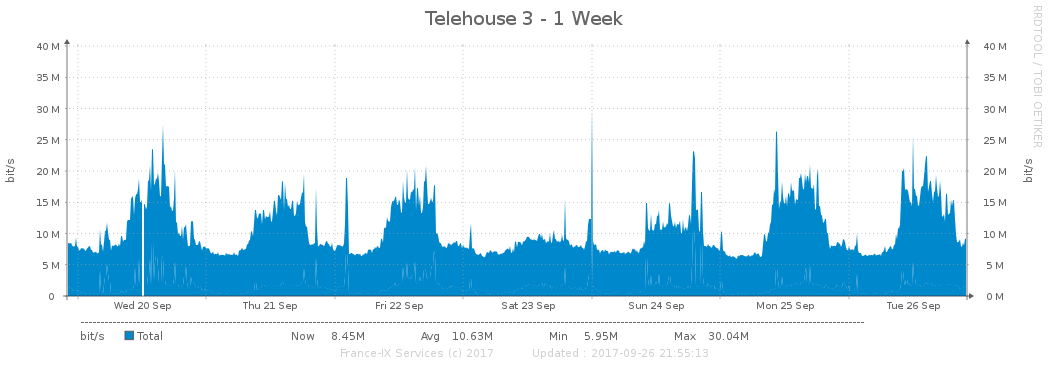 Telehouse 3 - 1 Week
RRDTOOL / TOBI OETIKER
40 M 40 M
35 M 35 M
30 M 30 M
25 M 25 M
20 M 20 M
15 M 15 M
10 M 10 M
5 M 5 M
0 0 M
bit/s bit/s
Wed 20 Sep Thu 21 Sep Fri 22 Sep Sat 23 Sep Sun 24 Sep Mon 25 Sep Tue 26 Sep
bit/s Total Now 8.45M Avg 10.63M Min 5.95M Max 30.04M
France-IX Services (c) 2017 Updated : 2017-09-26 21:55:13